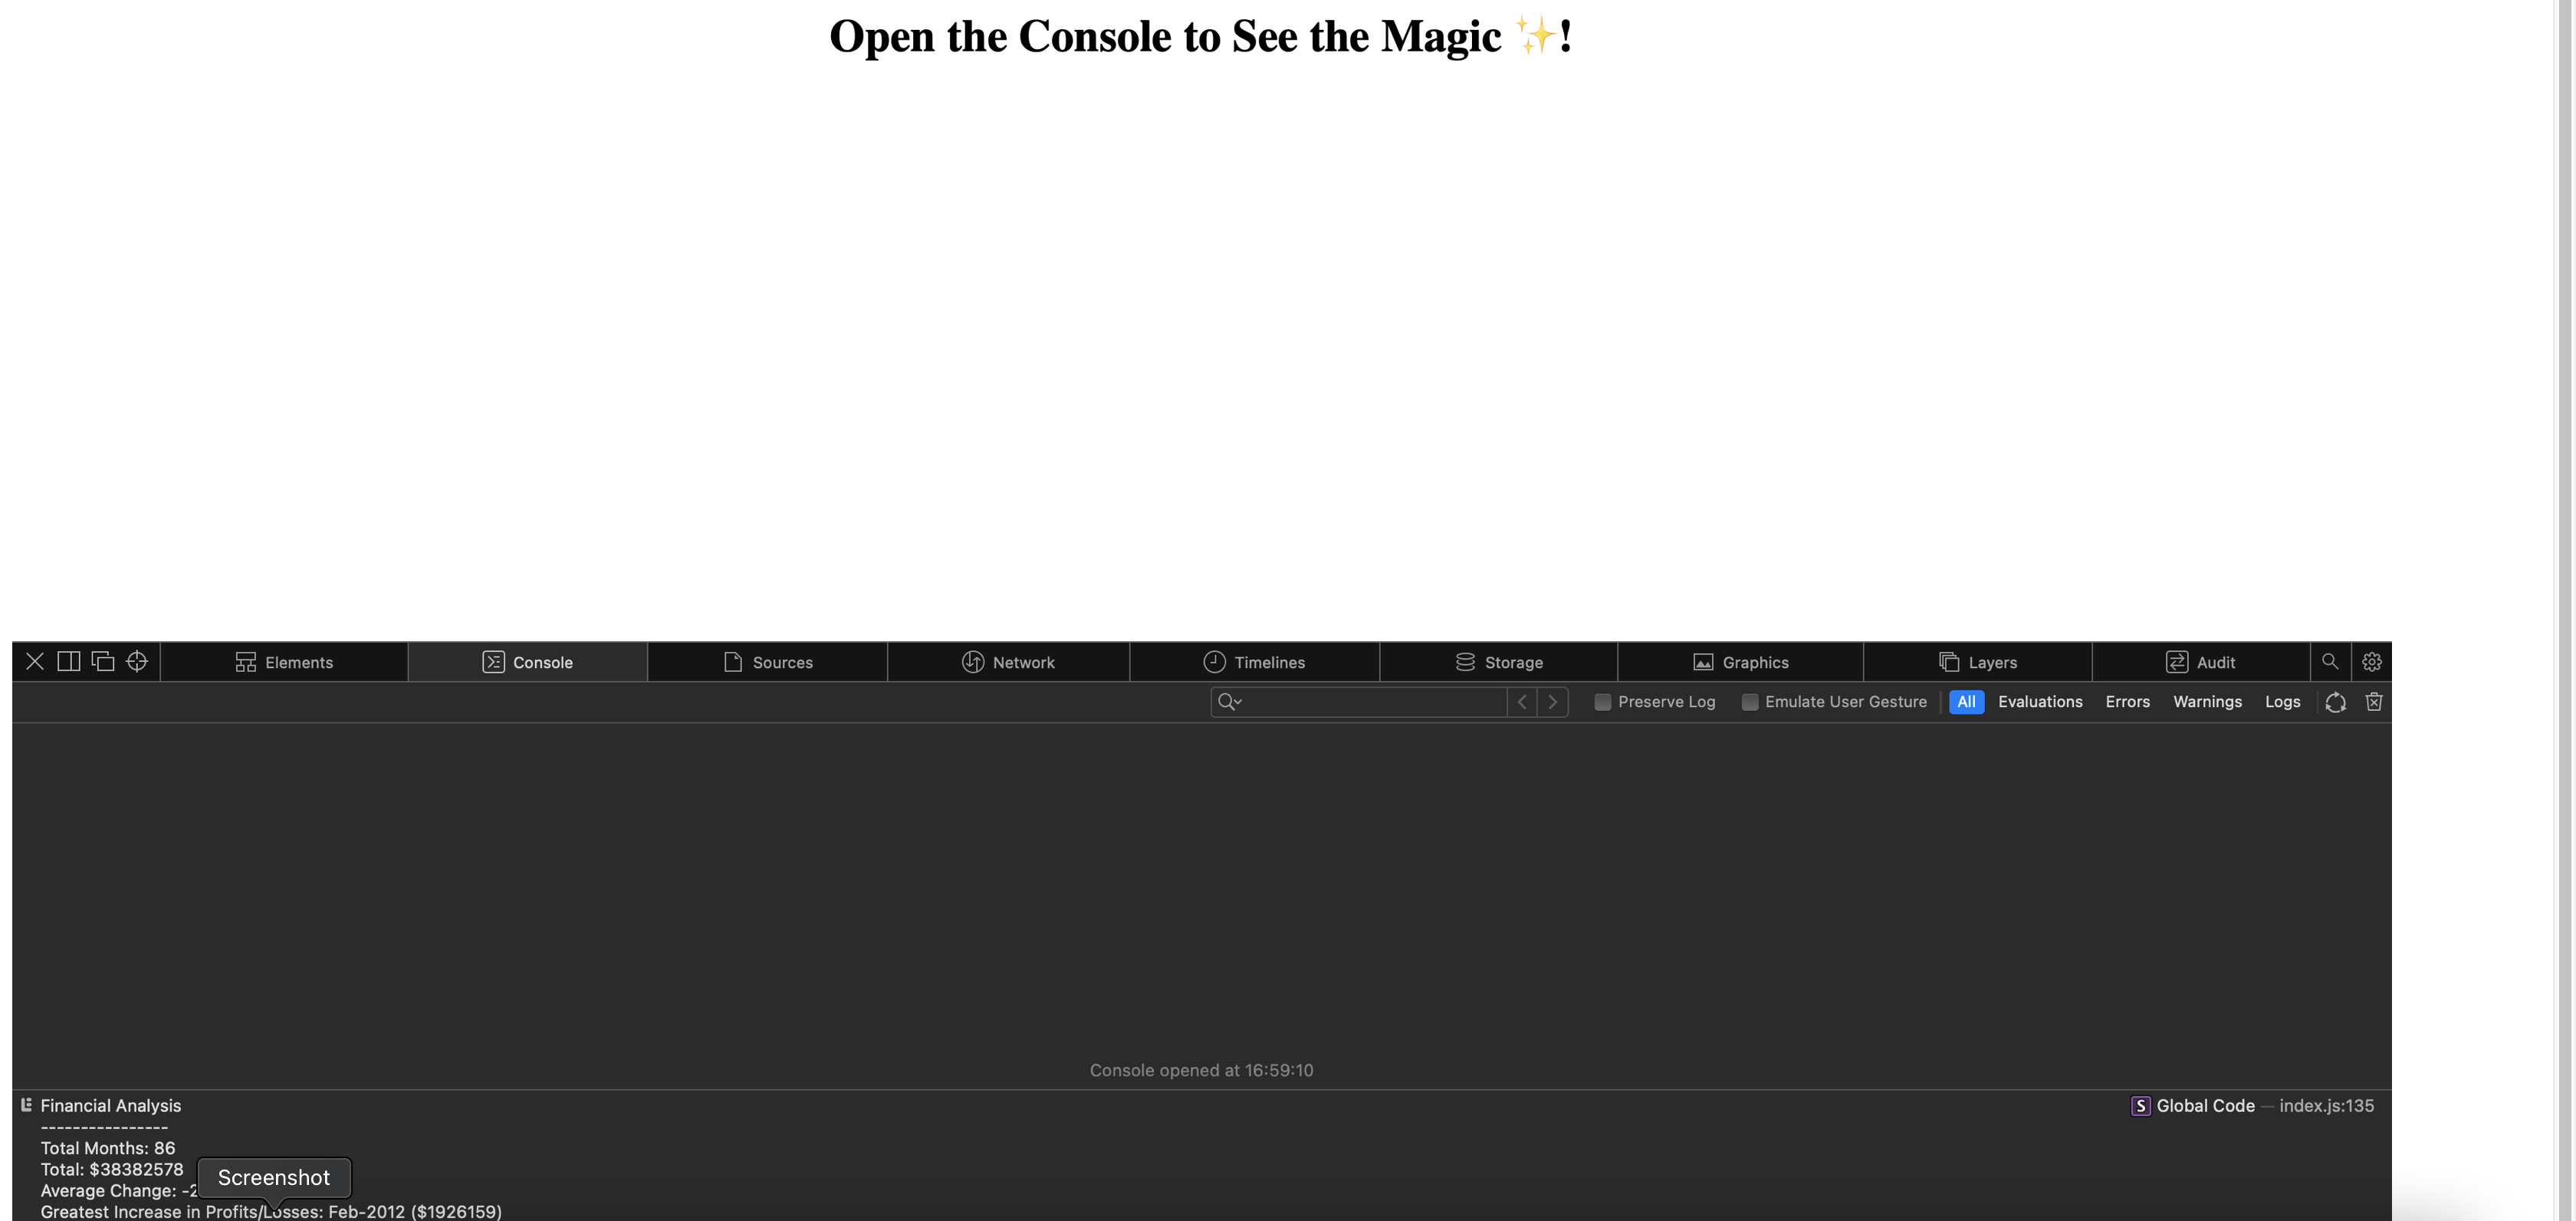 Open the Console to See the Magic ✨!
Elements
Console
Sources
Network
Timelines
Storage
Graphics
Layers
Audit
Preserve Log
Emulate User Gesture
All
Evaluations
Errors
Warnings
Logs
Console opened at 16:59:10
Financial Analysis
S Global Code — index.js:135
----------------
Total Months: 86
Total: $38382578
Screenshot
Average Change:
Greatest Increase in Profits/Losses: Feb-2012 ($1926159)